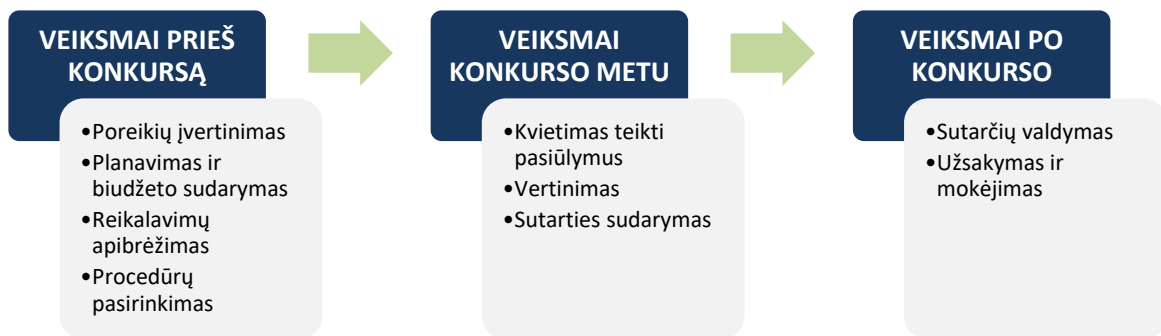 VEIKSMAI PRIEŠ
KONKURSĄ
•Poreikių įvertinimas
•Planavimas ir
biudžeto sudarymas
•Reikalavimų
apibrėžimas
•Procedūrų
pasirinkimas
VEIKSMAI
KONKURSO METU
•Kvietimas teikti
pasiūlymus
•Vertinimas
•Sutarties sudarymas
VEIKSMAI PO
KONKURSO
•Sutarčių valdymas
•Užsakymas ir
mokėjimas